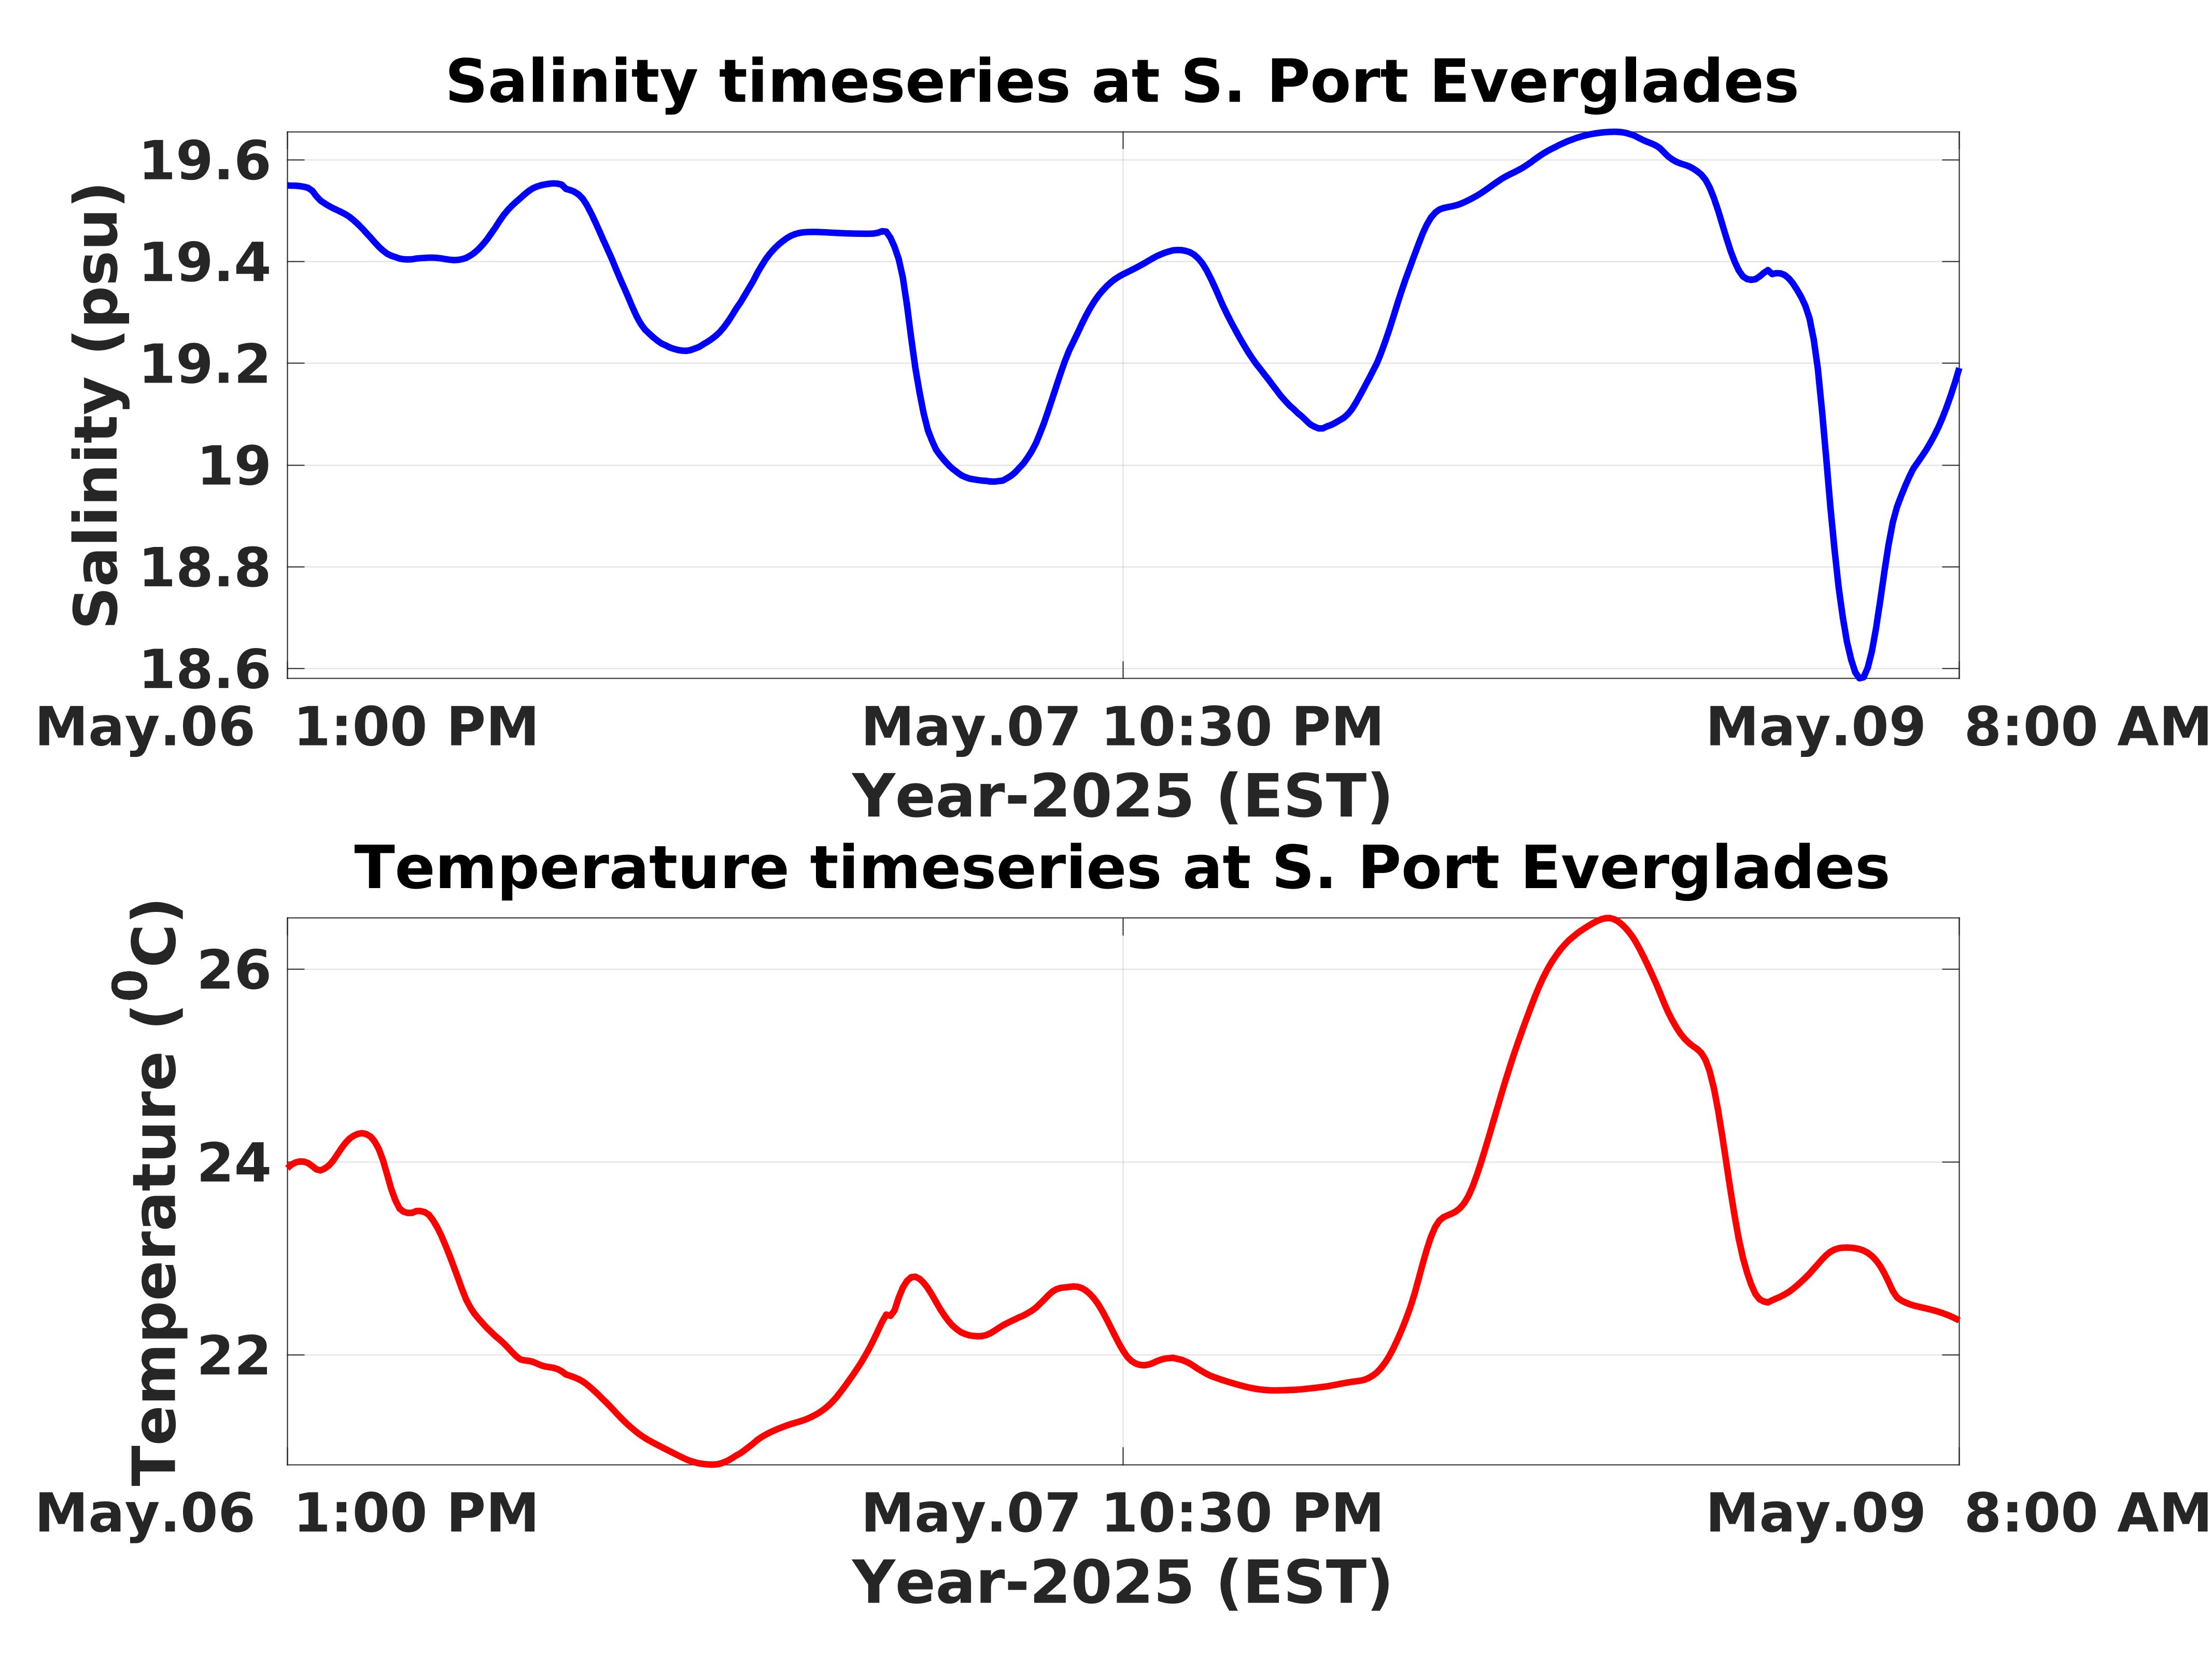 Salinity timeseries at S. Port Everglades
Salinity (psu)
19.6
19.4
19.2
19
18.8
18.6
May.06  1:00 PM
May.07 10:30 PM
May.09  8:00 AM
Year-2025 (EST)
Temperature timeseries at S. Port Everglades
Temperature (⁰C)
26
24
22
May.06  1:00 PM
May.07 10:30 PM
May.09  8:00 AM
Year-2025 (EST)